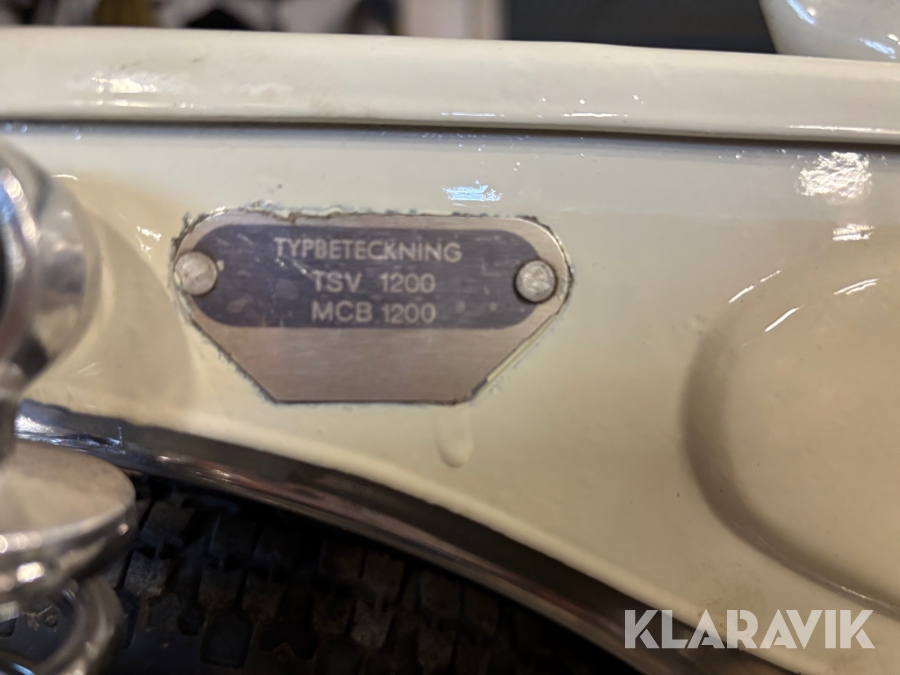 TYPBETECKNING
TSV 1200
MCB 1200
KLARAVIK